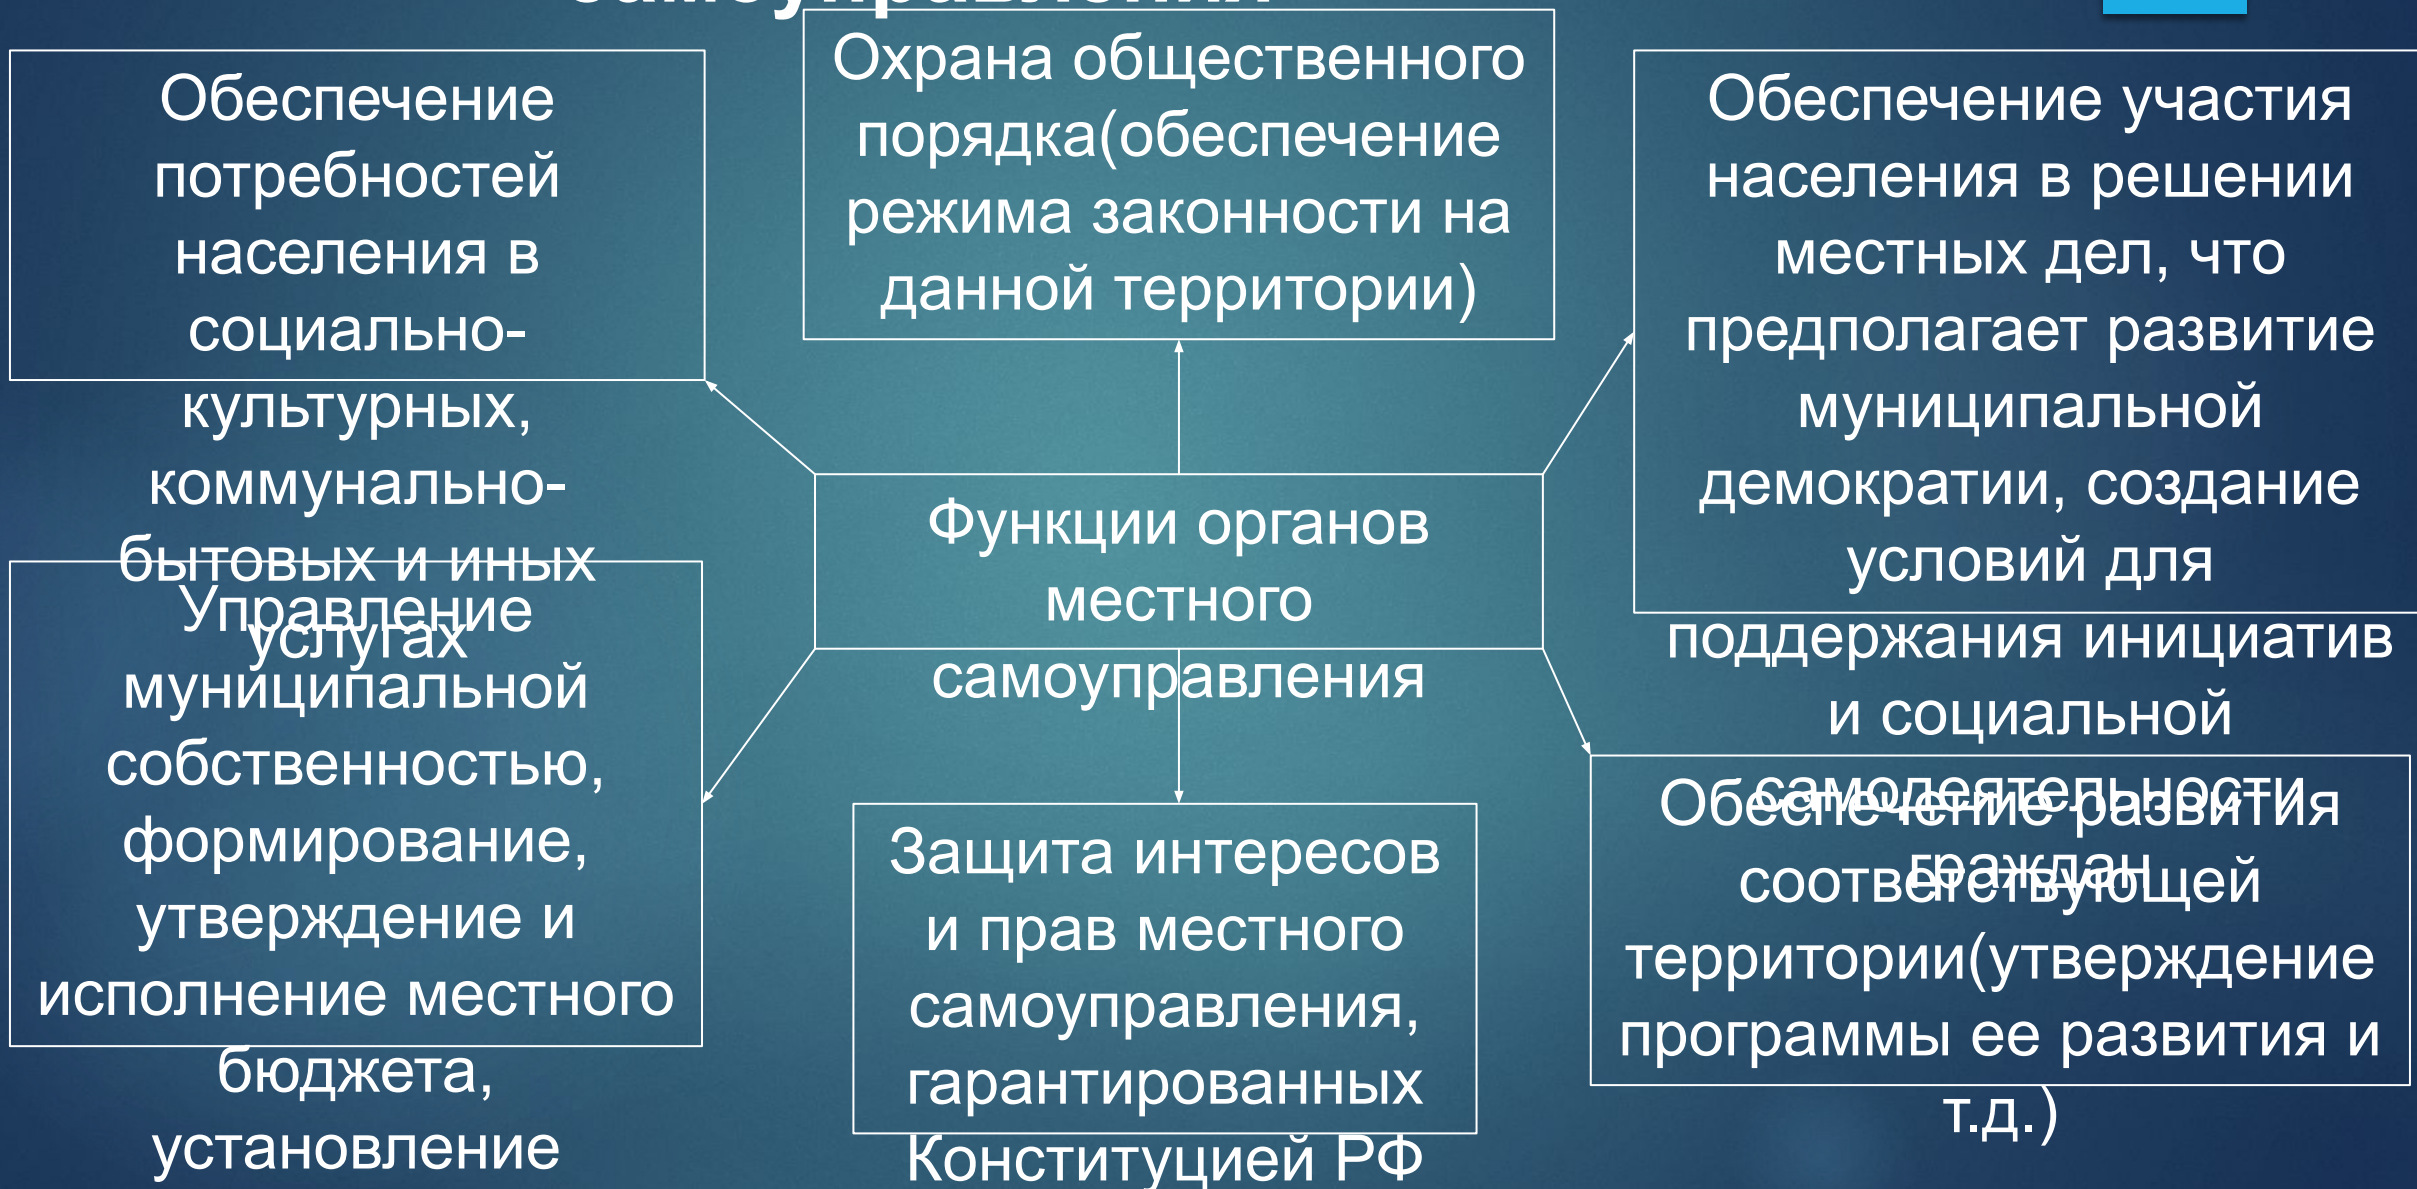 самоуправления
Обеспечение
потребностей
населения в
социально-
культурных,
коммунально-
бытовых и иных
услугах
Охрана общественного
порядка(обеспечение
режима законности на
данной территории)
Обеспечение участия
населения в решении
местных дел, что
предполагает развитие
муниципальной
демократии, создание
условий для
поддержания инициатив
и социальной
самодеятельности
граждан
Функции органов
местного
самоуправления
Управление
муниципальной
собственностью,
формирование,
утверждение и
исполнение местного
бюджета,
установление
Защита интересов
и прав местного
самоуправления,
гарантированных
Конституцией РФ
Обеспечение развития
соответствующей
территории(утверждение
программы ее развития и
т.д.)